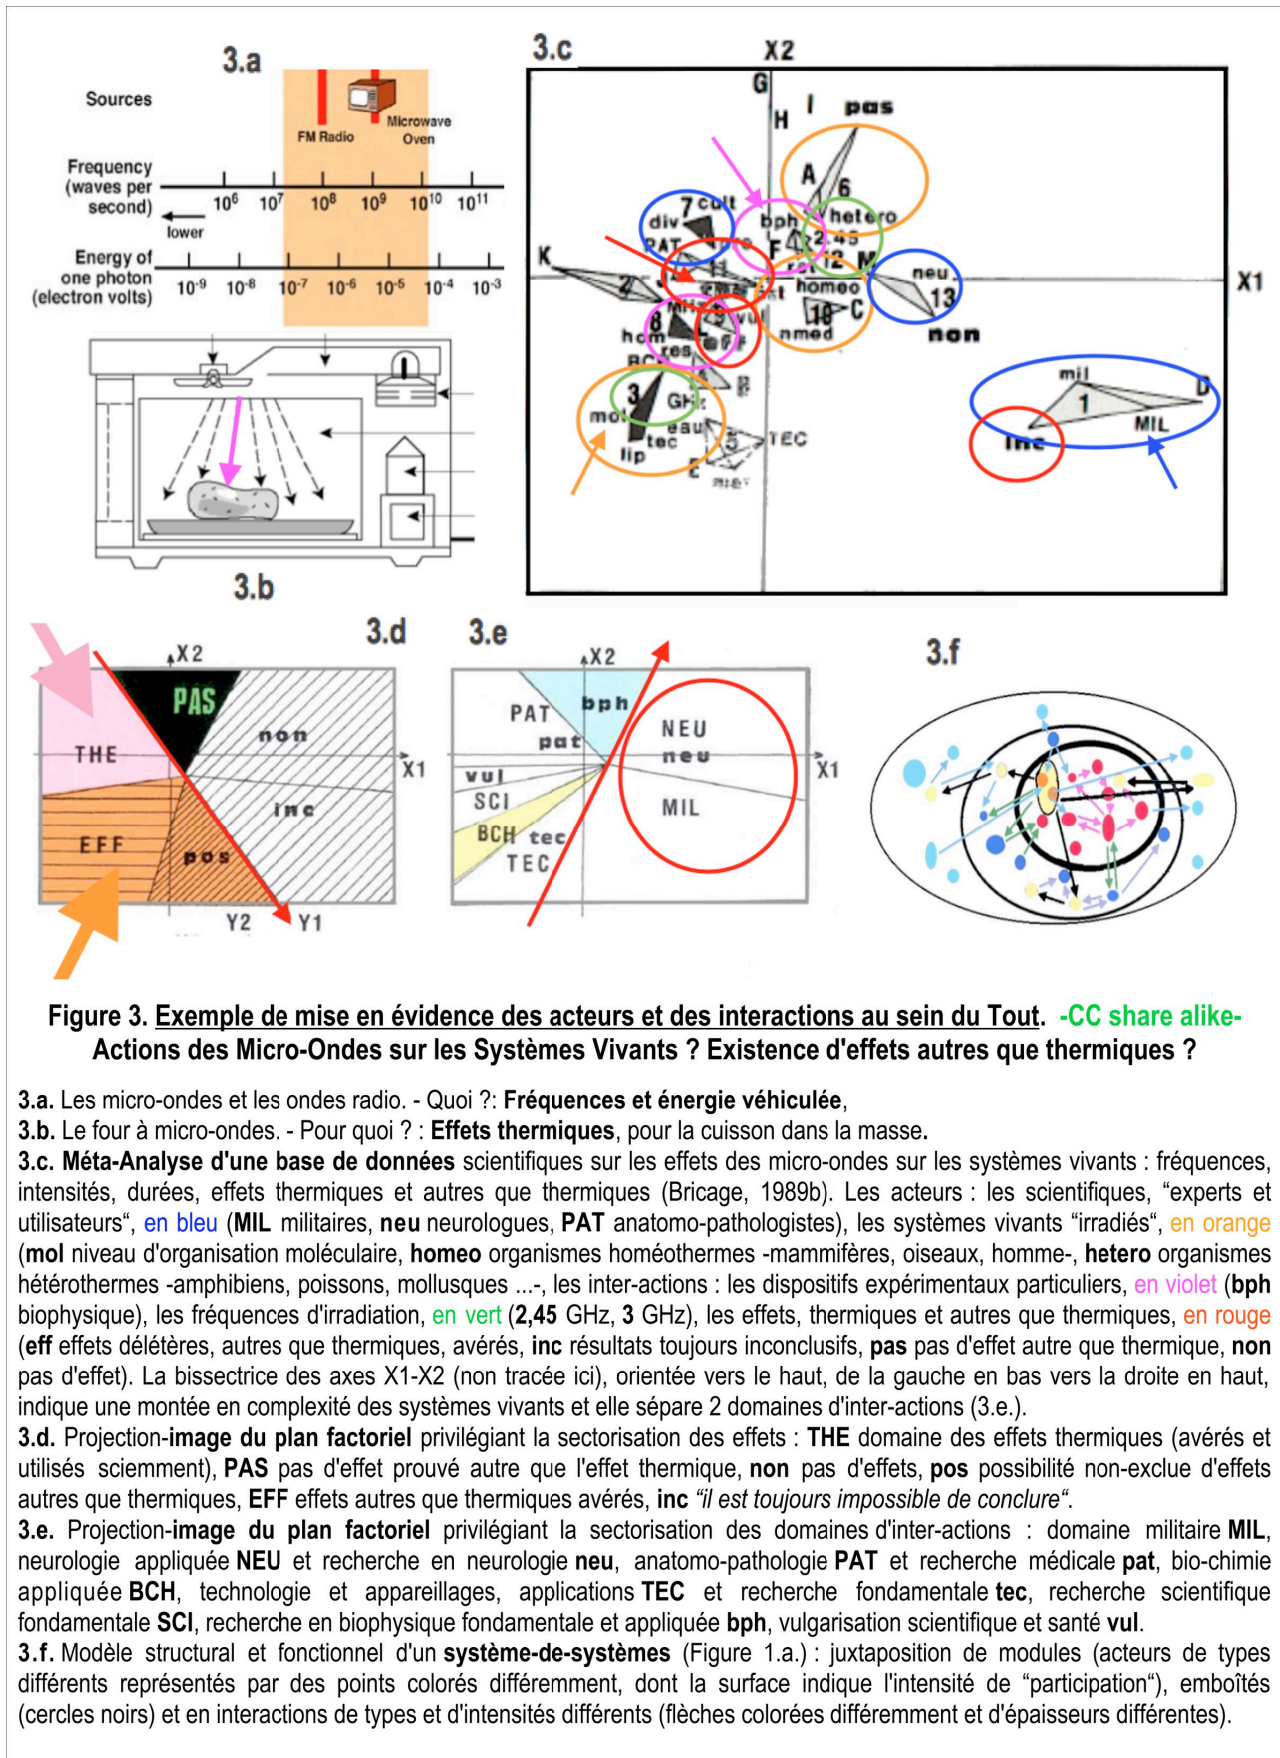 3.a
Sources
FM Radio
Microwave
Oven
Frequency
(waves per
second)
10⁶ 10⁷ 10⁸ 10⁹ 10¹⁰ 10¹¹
lower
Energy of
one photon
(electron volts)
10⁻⁹ 10⁻⁸ 10⁻⁷ 10⁻⁶ 10⁻⁵ 10⁻⁴ 10⁻³
3.b
3.c
X2
G
H
I
pas
A
6
hetero
7
cult
div
bph
2.45
PAT
F
12
M
neu
X1
K
2
11
homeo
13
C
10
nmed
non
8
L
vul
hom
res
3
GHz
mol
eau
tec
lip
TEC
E
mil
1
D
MIL
inc
3.d
X2
PAS
non
THE
X1
inc
EFF
pos
Y2
Y1
3.e
X2
bph
PAT
NEU
pat
neu
X1
vul
SCI
MIL
BCH
tec
TEC
3.f
Figure 3. Exemple de mise en évidence des acteurs et des interactions au sein du Tout. -CC share alike-
Actions des Micro-Ondes sur les Systèmes Vivants ? Existence d'effets autres que thermiques ?
3.a. Les micro-ondes et les ondes radio. - Quoi ?: Fréquences et énergie véhiculée,
3.b. Le four à micro-ondes. - Pour quoi ? : Effets thermiques, pour la cuisson dans la masse.
3.c. Méta-Analyse d'une base de données scientifiques sur les effets des micro-ondes sur les systèmes vivants : fréquences,
intensités, durées, effets thermiques et autres que thermiques (Bricage, 1989b). Les acteurs : les scientifiques, “experts et
utilisateurs“, en bleu (MIL militaires, neu neurologues, PAT anatomo-pathologistes), les systèmes vivants “irradiés“, en orange
(mol niveau d'organisation moléculaire, homeo organismes homéothermes -mammifères, oiseaux, homme-, hetero organismes
hétérothermes -amphibiens, poissons, mollusques ...-, les inter-actions : les dispositifs expérimentaux particuliers, en violet (bph
biophysique), les fréquences d'irradiation, en vert (2,45 GHz, 3 GHz), les effets, thermiques et autres que thermiques, en rouge
(eff effets délétères, autres que thermiques, avérés, inc résultats toujours inconclusifs, pas pas d'effet autre que thermique, non
pas d'effet). La bissectrice des axes X1-X2 (non tracée ici), orientée vers le haut, de la gauche en bas vers la droite en haut,
indique une montée en complexité des systèmes vivants et elle sépare 2 domaines d'inter-actions (3.e.).
3.d. Projection-image du plan factoriel privilégiant la sectorisation des effets : THE domaine des effets thermiques (avérés et
utilisés sciemment), PAS pas d'effet prouvé autre que l'effet thermique, non pas d'effets, pos possibilité non-exclue d'effets
autres que thermiques, EFF effets autres que thermiques avérés, inc “il est toujours impossible de conclure“.
3.e. Projection-image du plan factoriel privilégiant la sectorisation des domaines d'inter-actions : domaine militaire MIL,
neurologie appliquée NEU et recherche en neurologie neu, anatomo-pathologie PAT et recherche médicale pat, bio-chimie
appliquée BCH, technologie et appareillages, applications TEC et recherche fondamentale tec, recherche scientifique
fondamentale SCI, recherche en biophysique fondamentale et appliquée bph, vulgarisation scientifique et santé vul.
3.f. Modèle structural et fonctionnel d'un système-de-systèmes (Figure 1.a.) : juxtaposition de modules (acteurs de types
différents représentés par des points colorés différemment, dont la surface indique l'intensité de “participation“), emboîtés
(cercles noirs) et en interactions de types et d'intensités différents (flèches colorées différemment et d'épaisseurs différentes).